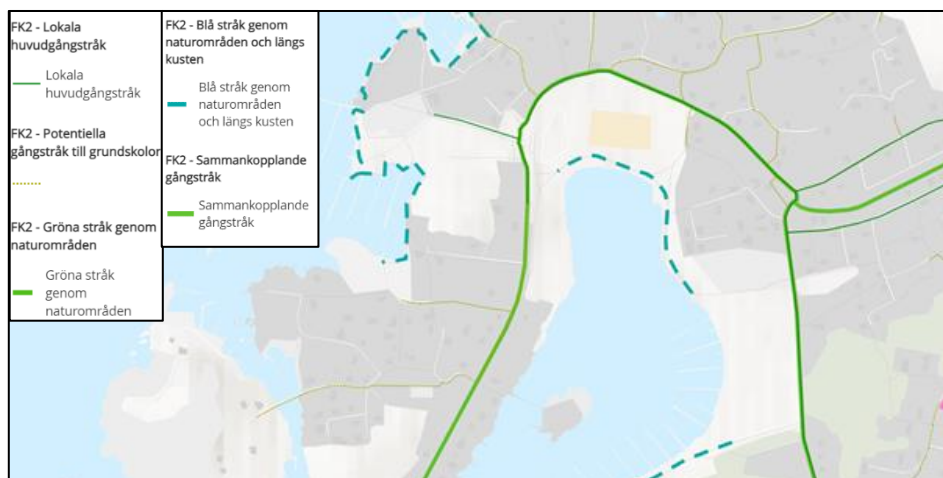 FK2 - Lokala
huvudgångstråk
Lokala
huvudgångstråk
FK2 - Potentiella
gångstråk till grundskolor
FK2 - Gröna stråk genom
naturområden
Gröna stråk
genom
naturområden
FK2 - Blå stråk genom
naturområden och längs
kusten
Blå stråk genom
naturområden
och längs kusten
FK2 - Sammankopplande
gångstråk
Sammankopplande
gångstråk